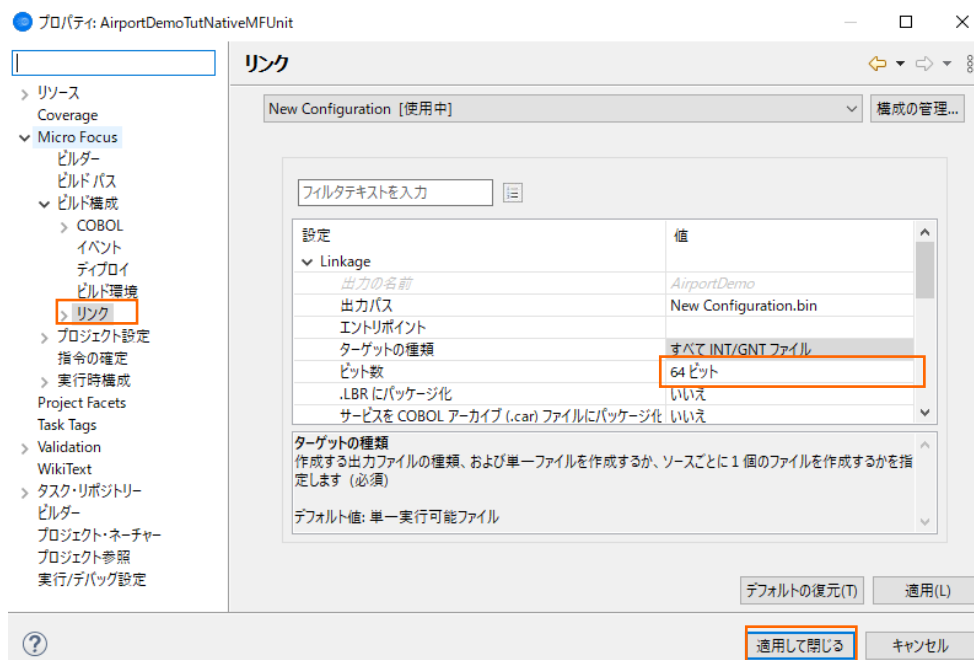 プロパティ: AirportDemoTutNativeMFUnit
リソース
Coverage
Micro Focus
ビルダー
ビルド パス
ビルド構成
COBOL
イベント
ディプロイ
ビルド環境
リンク
プロジェクト設定
指令の確定
実行時構成
Project Facets
Task Tags
Validation
WikiText
タスク・リポジトリー
ビルダー
プロジェクト・ネーチャー
プロジェクト参照
実行/デバッグ設定
リンク
New Configuration [使用中]
構成の管理...
フィルタテキストを入力
設定 値
Linkage
出力の名前 AirportDemo
出力パス New Configuration.bin
エントリポイント
ターゲットの種類 すべて INT/GNT ファイル
ビット数 64 ビット
.LBR にパッケージ化 いいえ
サービスを COBOL アーカイブ (.car) ファイルにパッケージ化 いいえ
ターゲットの種類
作成する出力ファイルの種類、および単一ファイルを作成するか、ソースごとに 1 個のファイルを作成するかを指
定します (必須)
デフォルト値: 単一実行可能ファイル
デフォルトの復元(T) 適用(L)
適用して閉じる キャンセル